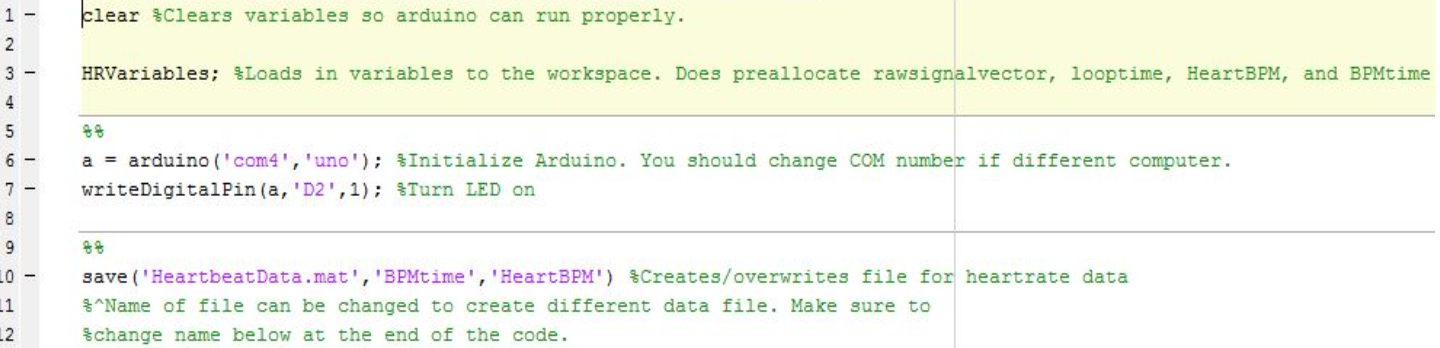 1 - clear %Clears variables so arduino can run properly.
2
3 - HRVariables; %Loads in variables to the workspace. Does preallocate rawsignalvector, looptime, HeartBPM, and BPMtime
4
5 %%
6 - a = arduino('com4','uno'); %Initialize Arduino. You should change COM number if different computer.
7 - writeDigitalPin(a,'D2',1); %Turn LED on
8
9 %%
10 - save('HeartbeatData.mat','BPMtime','HeartBPM') %Creates/overwrites file for heartrate data
11 %^Name of file can be changed to create different data file. Make sure to
12 %change name below at the end of the code.